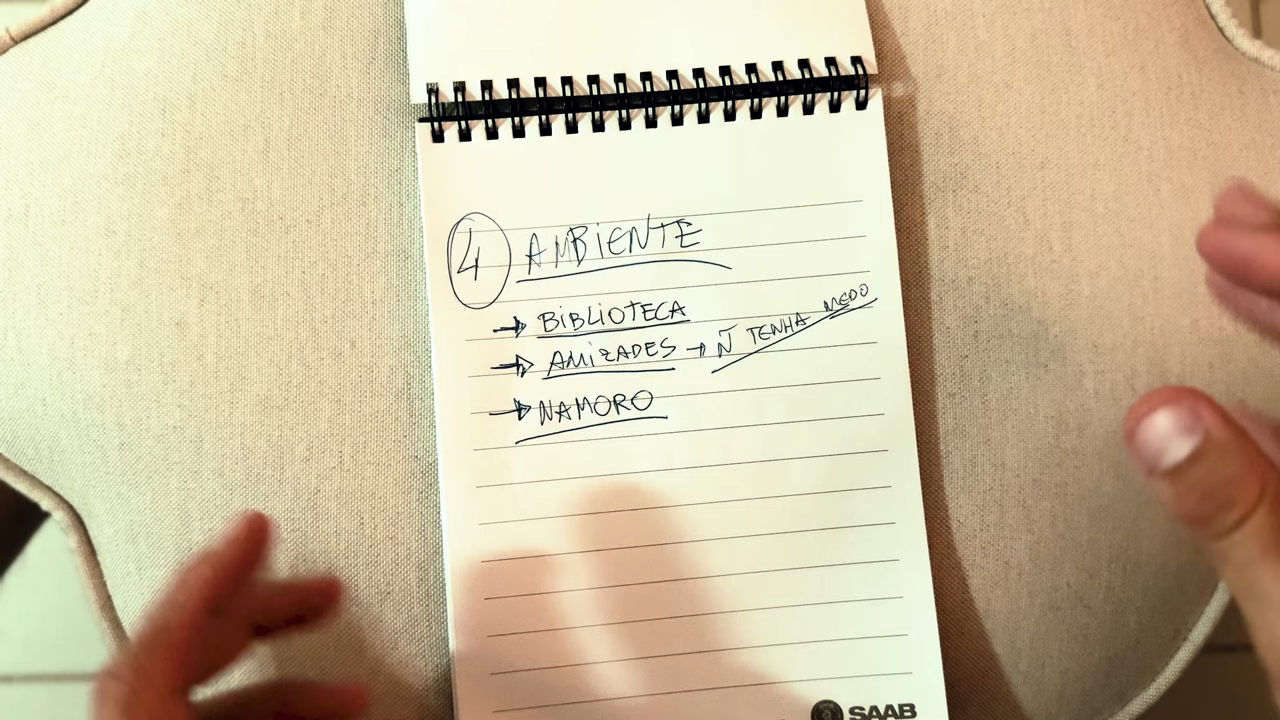 4 AMBIENTE
→ BIBLIOTECA
→ AMIZADES → Ñ TENHA MEDO
→ NAMORO
SAAB